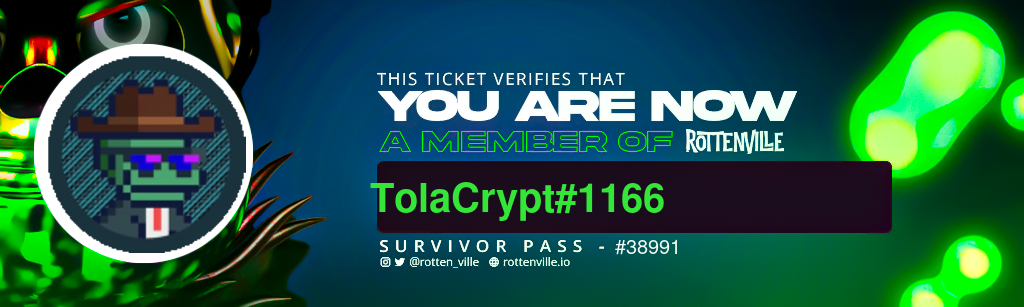 THIS TICKET VERIFIES THAT
YOU ARE NOW
A MEMBER OF ROTTENVILLE
TolaCrypt#1166
SURVIVOR PASS - #38991
@rotten_ville rottenville.io